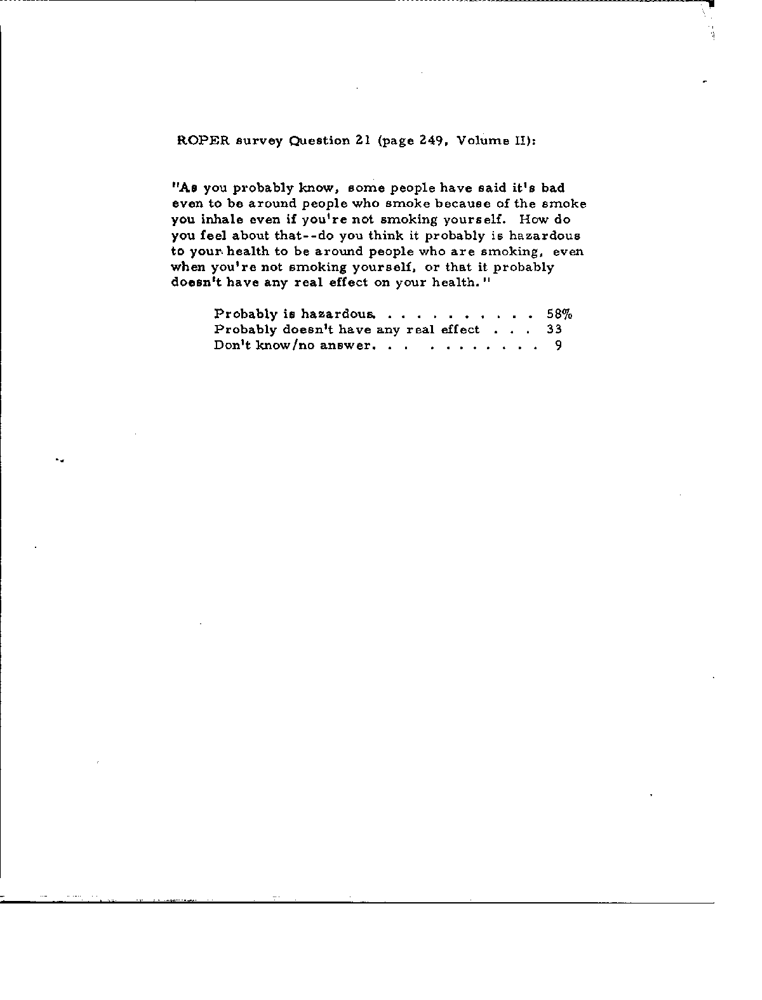 ROPER survey Question 21 (page 249, Volume II):
"As you probably know, some people have said it's bad
even to be around people who smoke because of the smoke
you inhale even if you're not smoking yourself. How do
you feel about that--do you think it probably is hazardous
to your health to be around people who are smoking, even
when you're not smoking yourself, or that it probably
doesn't have any real effect on your health."
Probably is hazardous. . . . . . . . . . . 58%
Probably doesn't have any real effect . . . 33
Don't know/no answer. . . . . . . . . . . 9